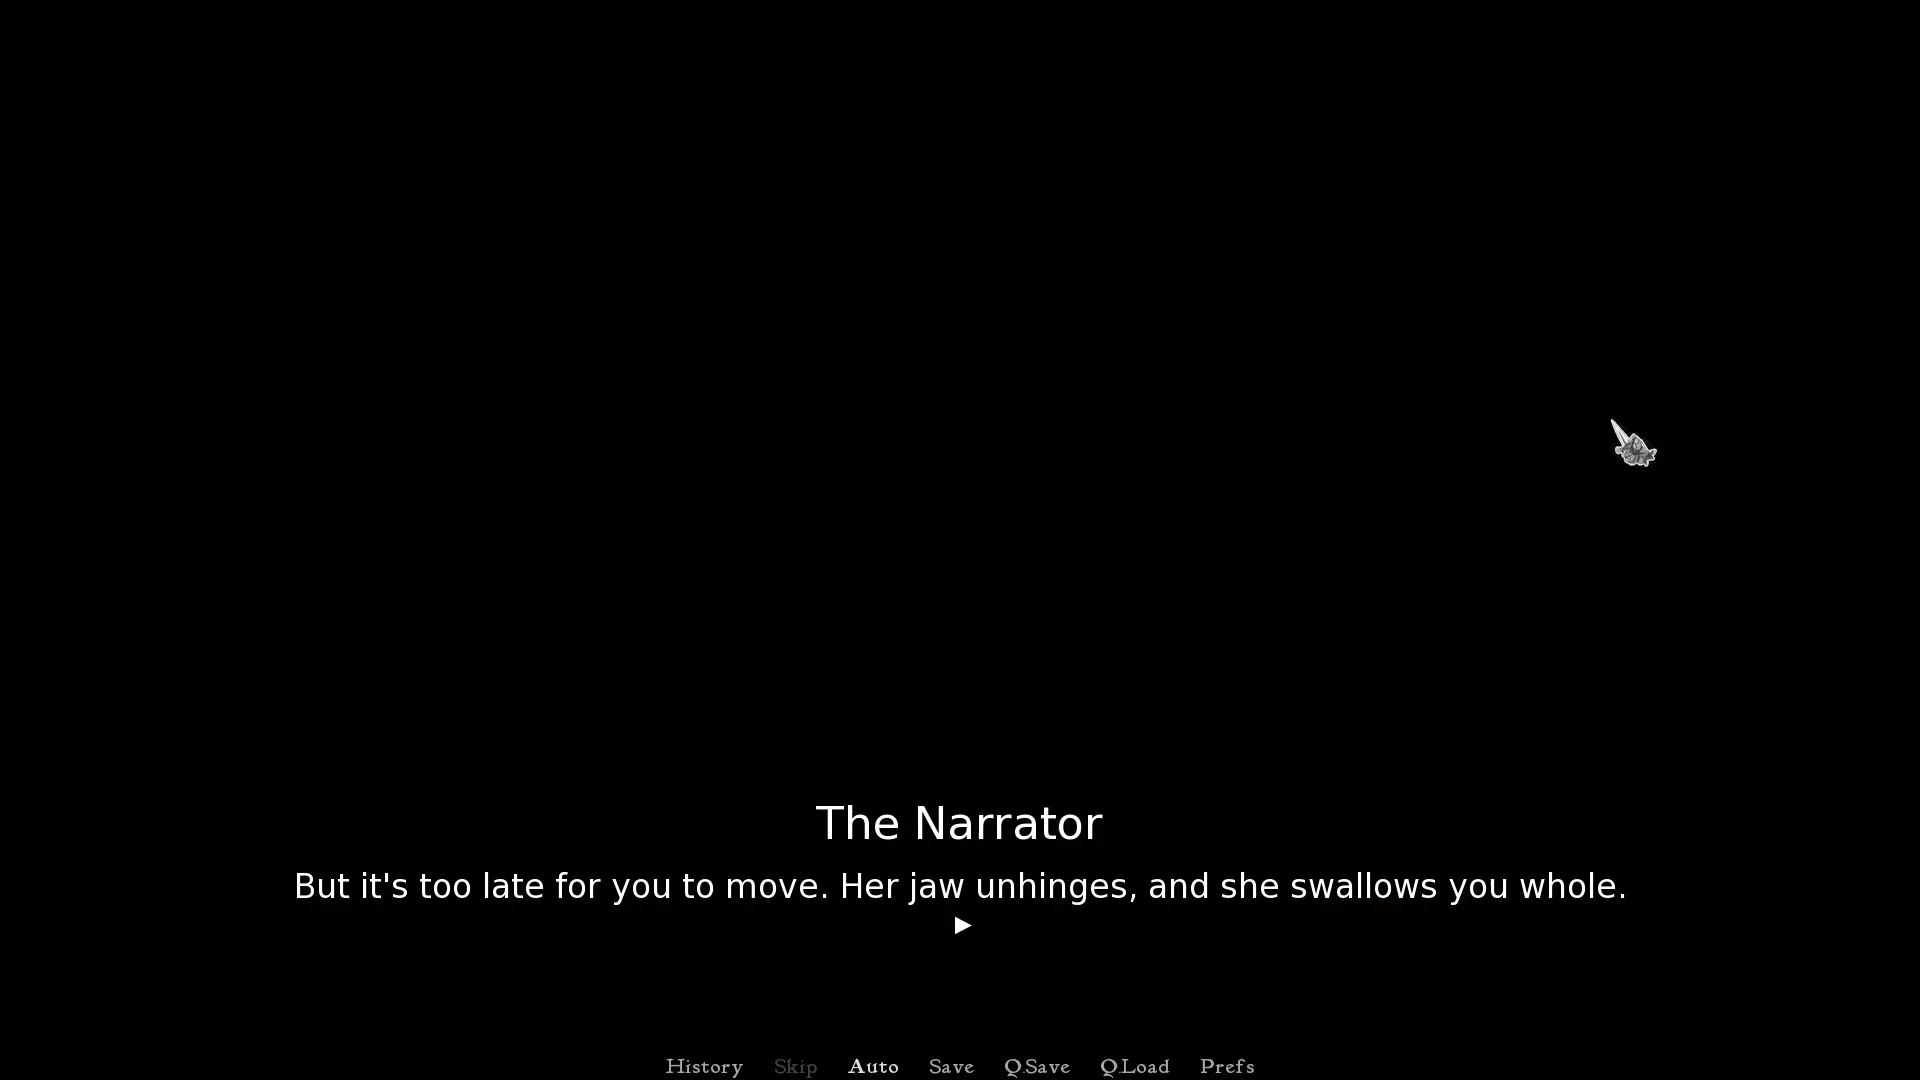 The Narrator
But it's too late for you to move. Her jaw unhinges, and she swallows you whole.
History Skip Auto Save Q.Save Q.Load Prefs